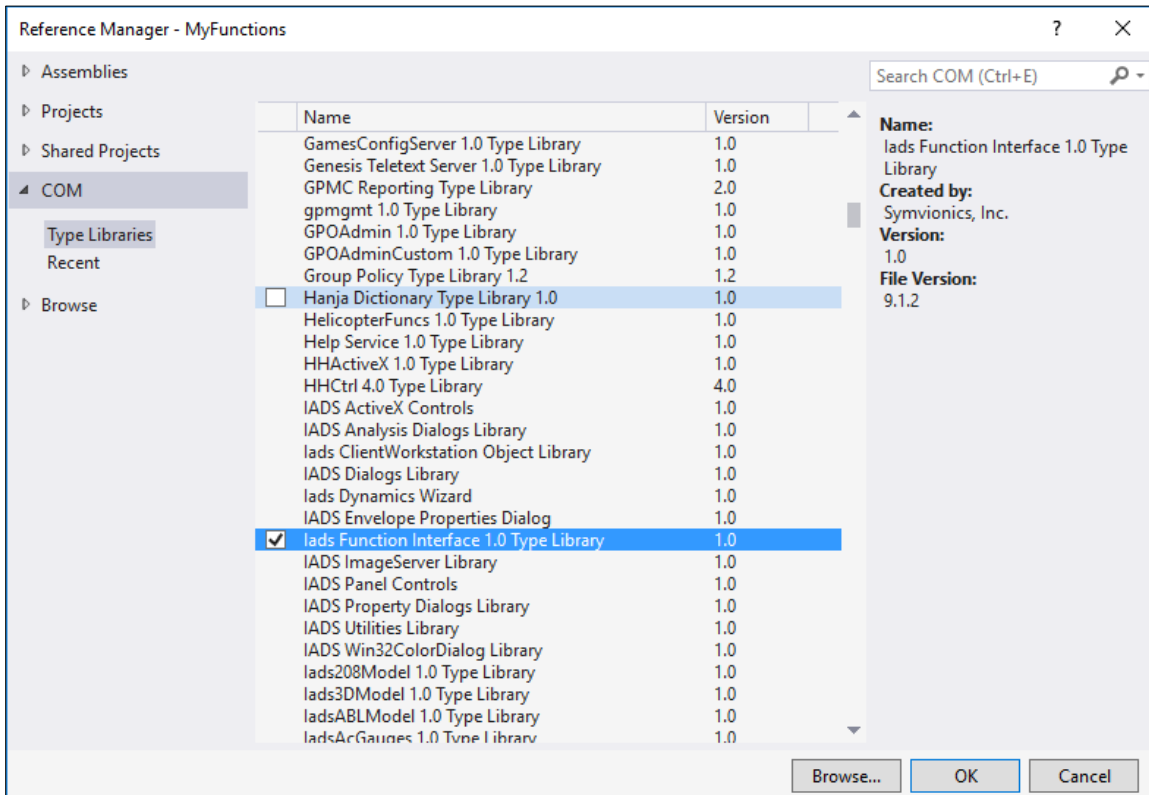 Reference Manager - MyFunctions
?
Assemblies
Projects
Shared Projects
COM
Type Libraries
Recent
Browse
Name Version
GamesConfigServer 1.0 Type Library 1.0
Genesis Teletext Server 1.0 Type Library 1.0
GPMC Reporting Type Library 2.0
gpmgmt 1.0 Type Library 1.0
GPOAdmin 1.0 Type Library 1.0
GPOAdminCustom 1.0 Type Library 1.0
Group Policy Type Library 1.2 1.2
Hanja Dictionary Type Library 1.0 1.0
HelicopterFuncs 1.0 Type Library 1.0
Help Service 1.0 Type Library 1.0
HHActiveX 1.0 Type Library 1.0
HHCtrl 4.0 Type Library 4.0
IADS ActiveX Controls 1.0
IADS Analysis Dialogs Library 1.0
Iads ClientWorkstation Object Library 1.0
IADS Dialogs Library 1.0
Iads Dynamics Wizard 1.0
IADS Envelope Properties Dialog 1.0
Iads Function Interface 1.0 Type Library 1.0
IADS ImageServer Library 1.0
IADS Panel Controls 1.0
IADS Property Dialogs Library 1.0
IADS Utilities Library 1.0
IADS Win32ColorDialog Library 1.0
Iads208Model 1.0 Type Library 1.0
Iads3DModel 1.0 Type Library 1.0
IadsABLModel 1.0 Type Library 1.0
IadsAcGauges 1.0 Type Library 1.0
Search COM (Ctrl+E)
Name:
Iads Function Interface 1.0 Type
Library
Created by:
Symvionics, Inc.
Version:
1.0
File Version:
9.1.2
Browse... OK Cancel